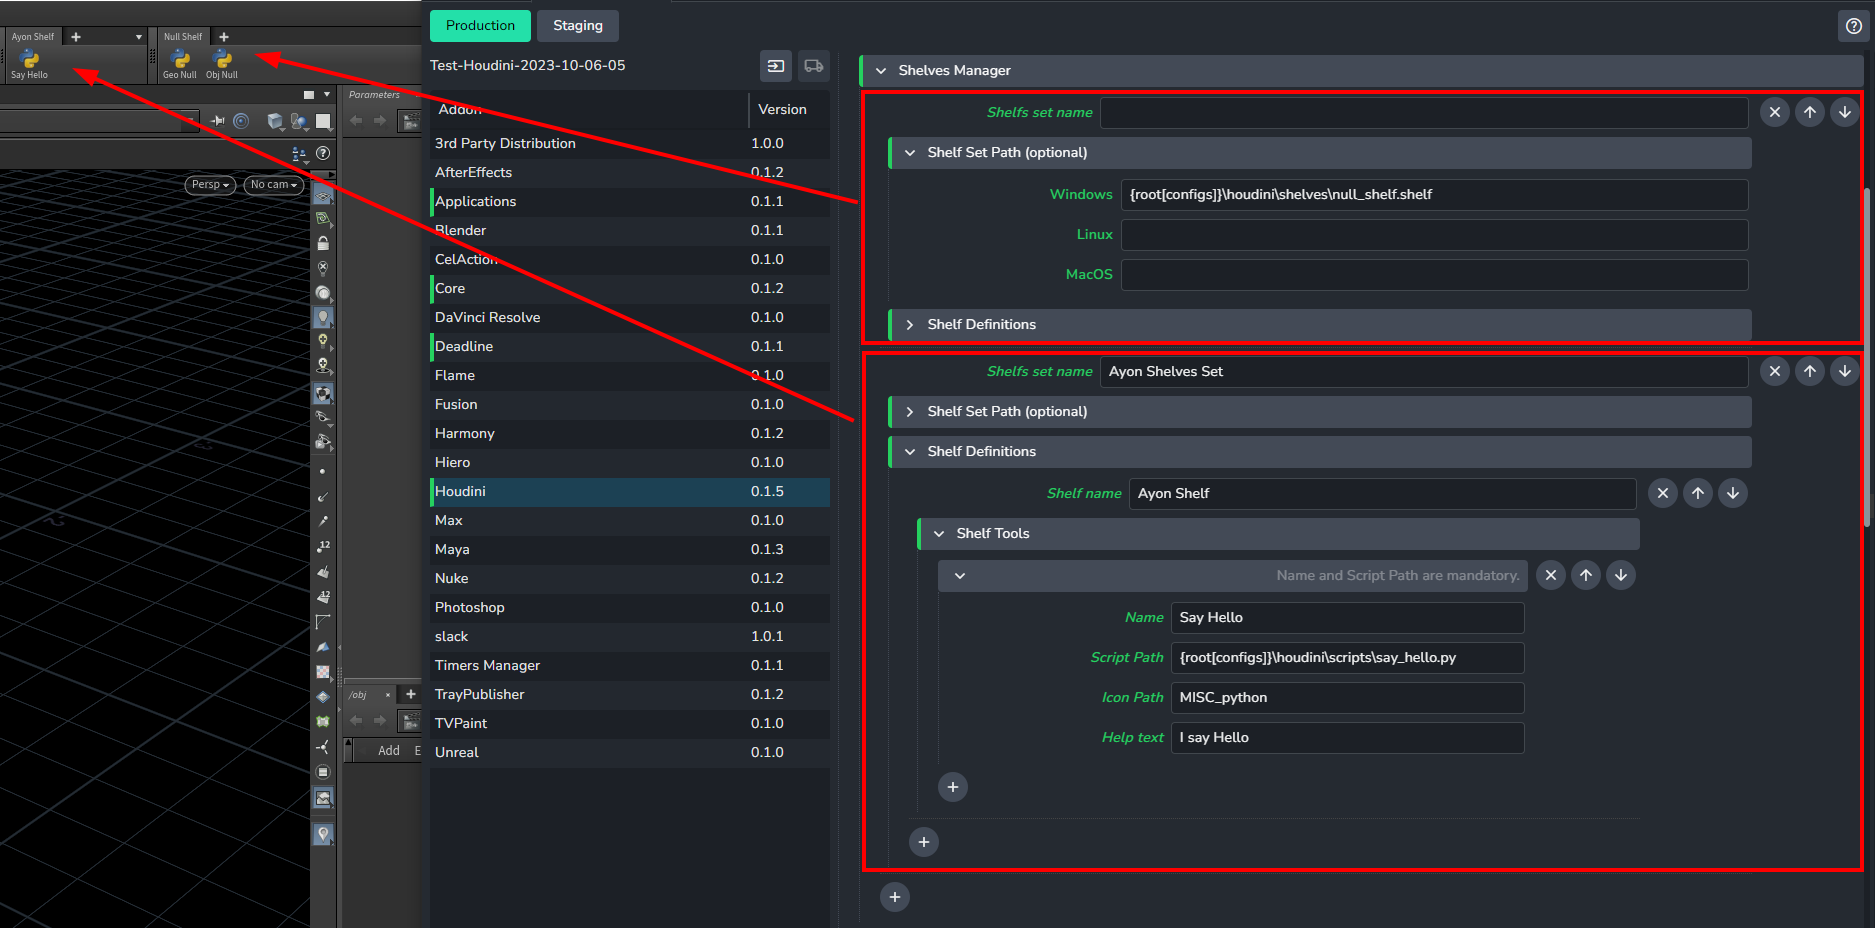 Ayon Shelf
Null Shelf
Say Hello
Geo Null
Obj Null
Parameters
Persp
No cam
12
12
/obj
Add
E
Production
Staging
Test-Houdini-2023-10-06-05
Addon Version
3rd Party Distribution 1.0.0
AfterEffects 0.1.2
Applications 0.1.1
Blender 0.1.1
CelAction 0.1.0
Core 0.1.2
DaVinci Resolve 0.1.0
Deadline 0.1.1
Flame 0.1.0
Fusion 0.1.0
Harmony 0.1.2
Hiero 0.1.0
Houdini 0.1.5
Max 0.1.0
Maya 0.1.3
Nuke 0.1.2
Photoshop 0.1.0
slack 1.0.1
Timers Manager 0.1.1
TrayPublisher 0.1.2
TVPaint 0.1.0
Unreal 0.1.0
Shelves Manager
Shelfs set name
Shelf Set Path (optional)
Windows {root[configs]}\houdini\shelves\null_shelf.shelf
Linux
MacOS
Shelf Definitions
Shelfs set name Ayon Shelves Set
Shelf Set Path (optional)
Shelf Definitions
Shelf name Ayon Shelf
Shelf Tools
Name and Script Path are mandatory.
Name Say Hello
Script Path {root[configs]}\houdini\scripts\say_hello.py
Icon Path MISC_python
Help text I say Hello